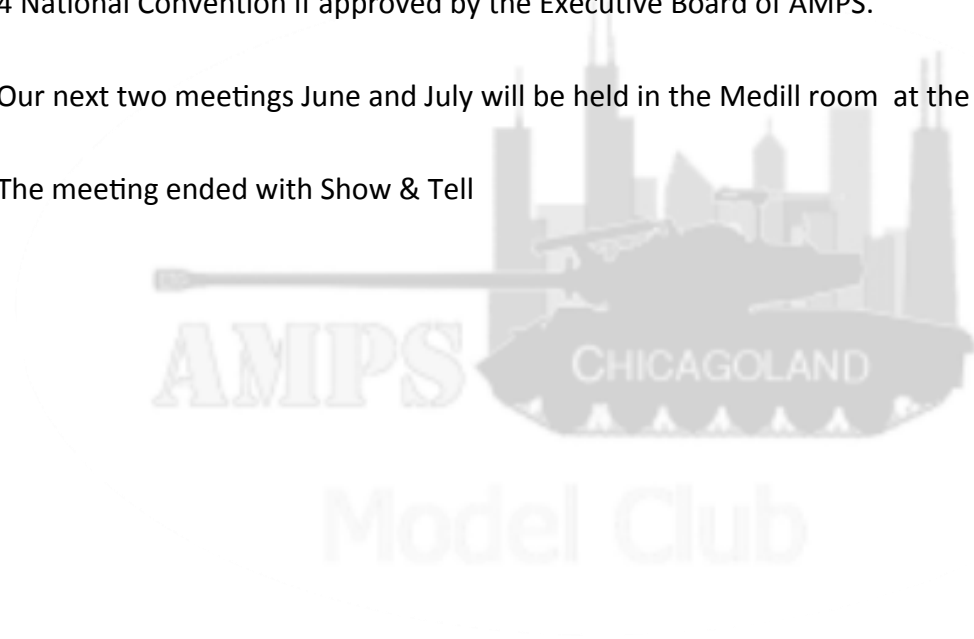 4 National Convention if approved by the Executive Board of AMPS.
Our next two meetings June and July will be held in the Medill room  at the
The meeting ended with Show & Tell
AMPS
CHICAGOLAND
Model Club